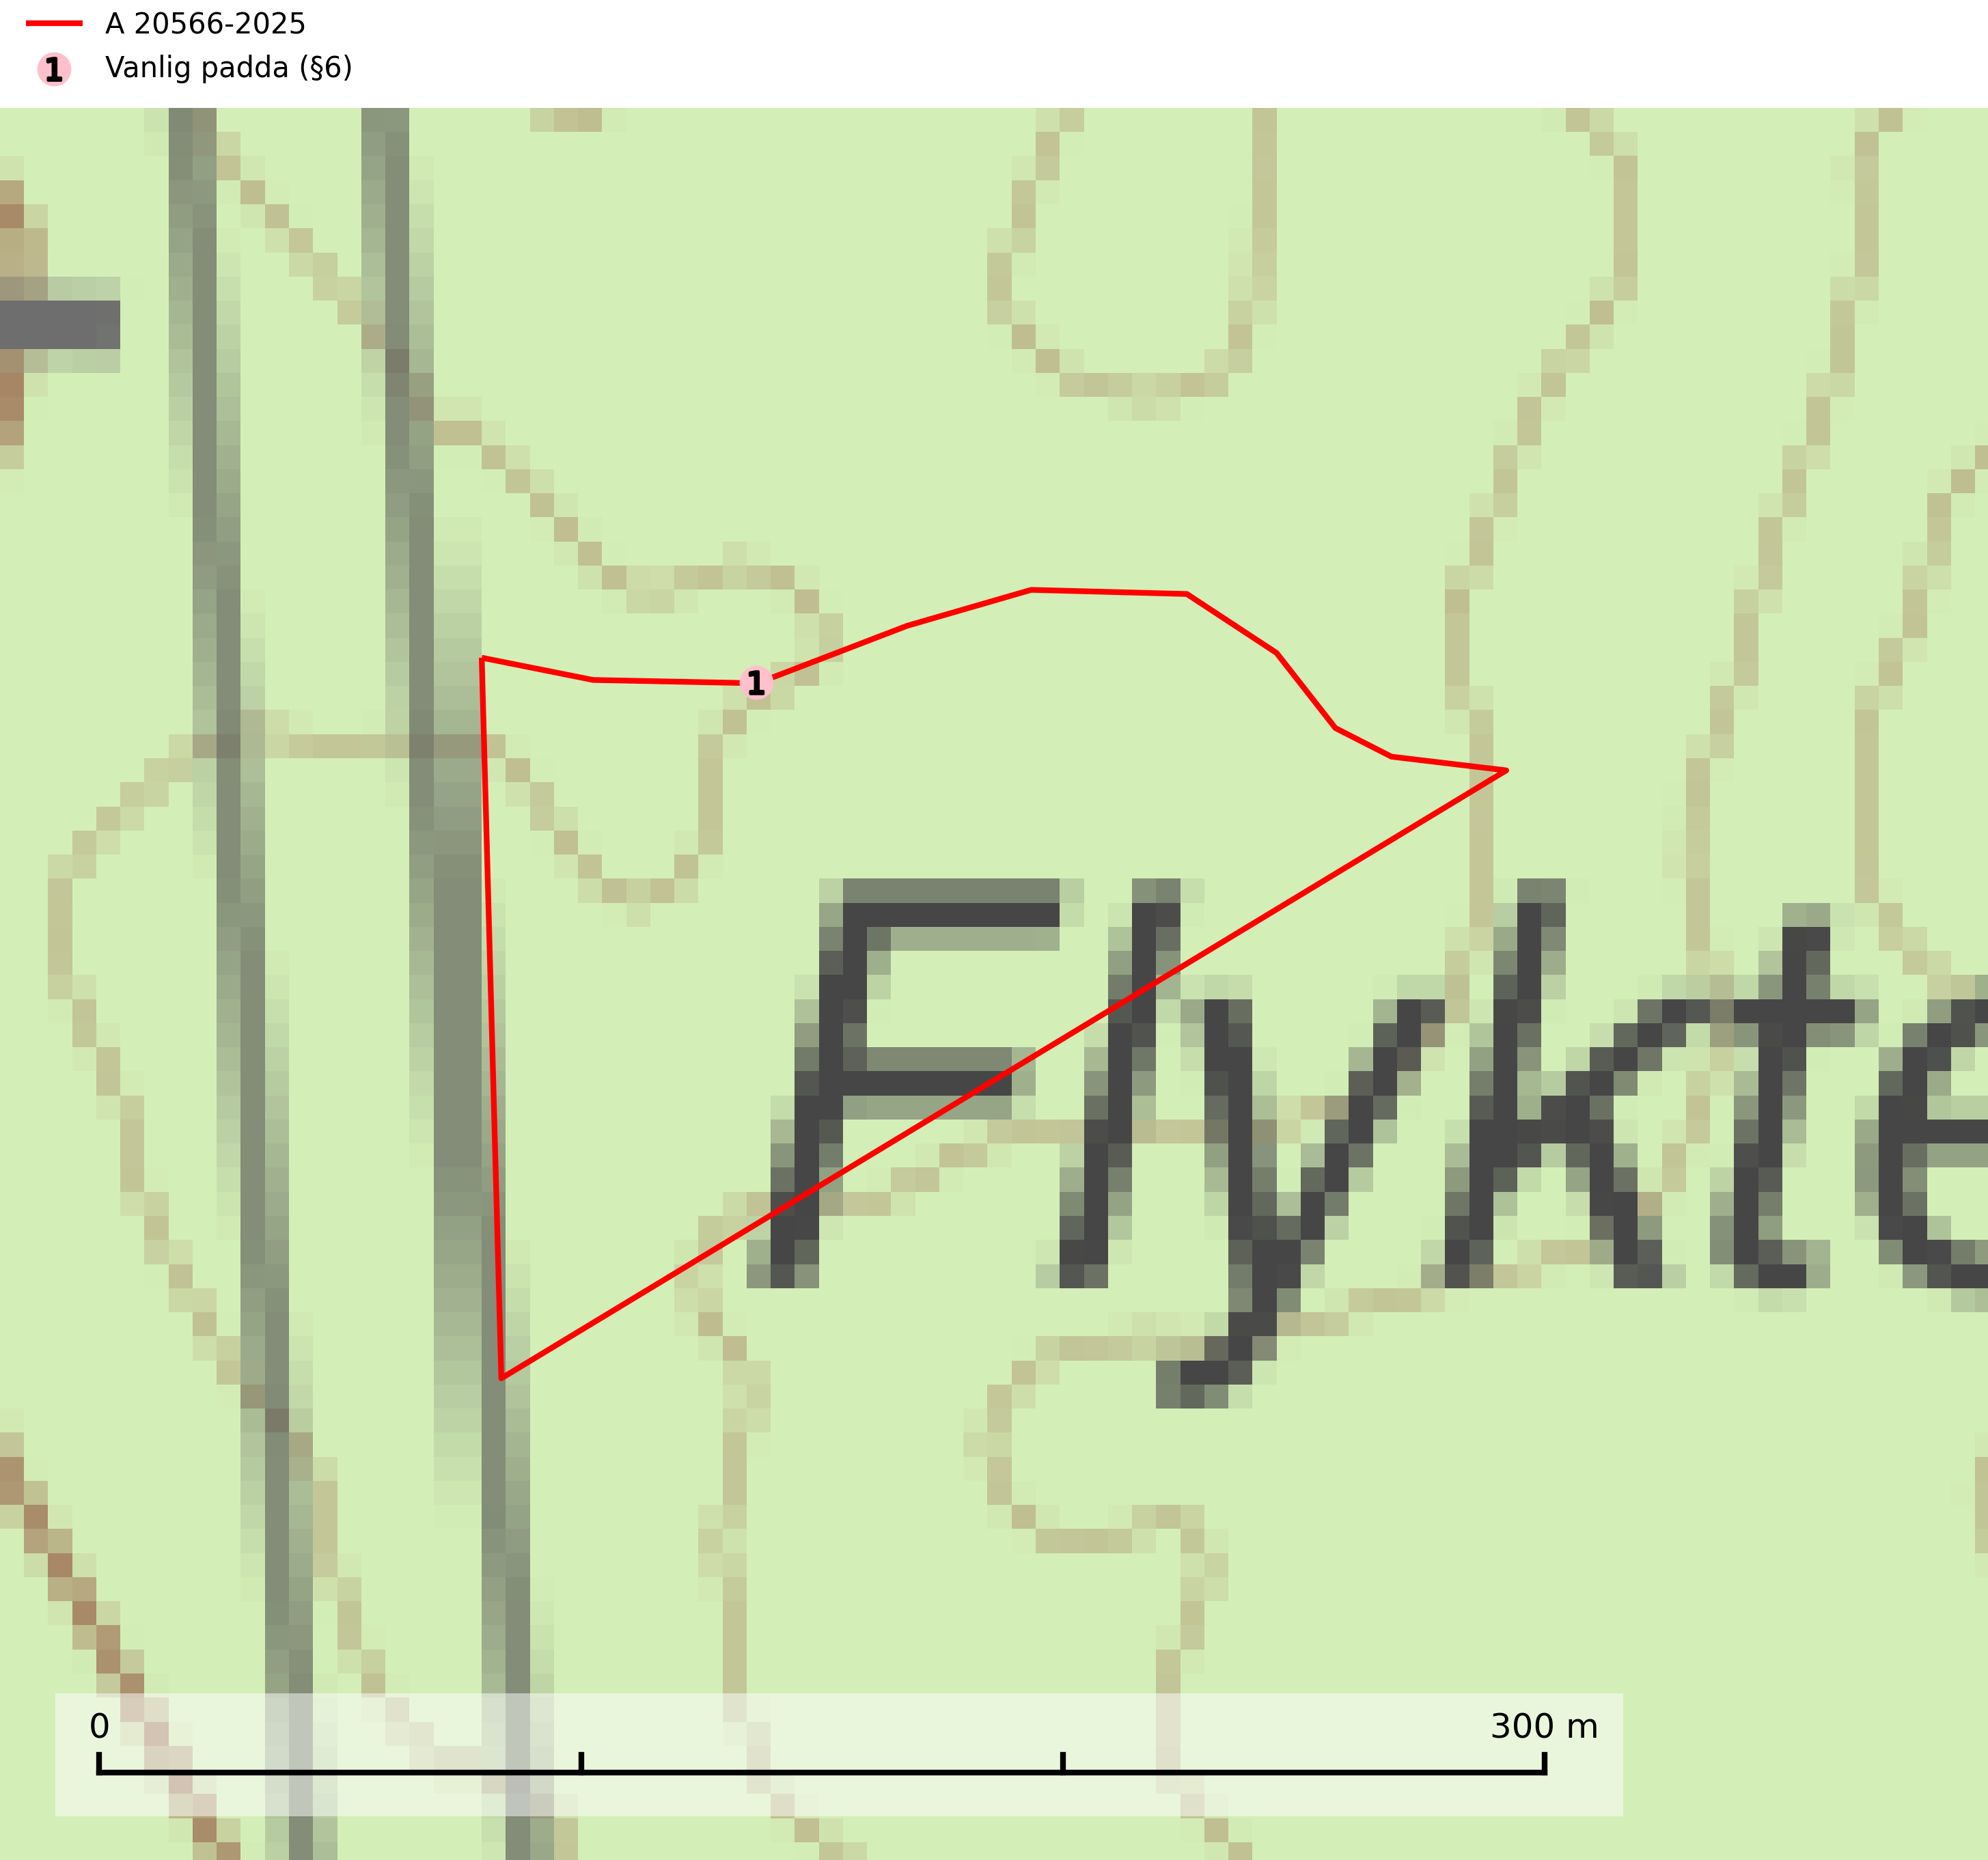 A 20566-2025
1 Vanlig padda (§6)
1
Flykte
0 300 m